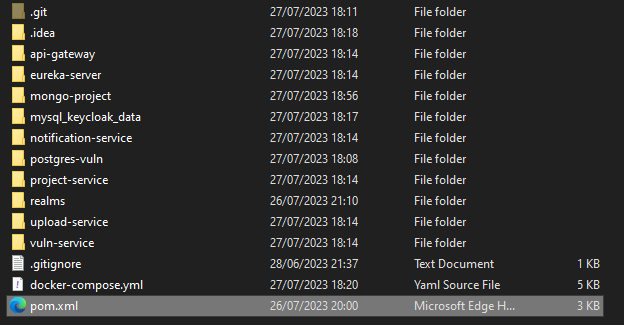 .git 27/07/2023 18:11 File folder
.idea 27/07/2023 18:18 File folder
api-gateway 27/07/2023 18:14 File folder
eureka-server 27/07/2023 18:14 File folder
mongo-project 27/07/2023 18:56 File folder
mysql_keycloak_data 27/07/2023 18:17 File folder
notification-service 27/07/2023 18:14 File folder
postgres-vuln 27/07/2023 18:08 File folder
project-service 27/07/2023 18:14 File folder
realms 26/07/2023 21:10 File folder
upload-service 27/07/2023 18:14 File folder
vuln-service 27/07/2023 18:14 File folder
.gitignore 28/06/2023 21:37 Text Document 1 KB
docker-compose.yml 27/07/2023 18:20 Yaml Source File 5 KB
pom.xml 26/07/2023 20:00 Microsoft Edge H... 3 KB